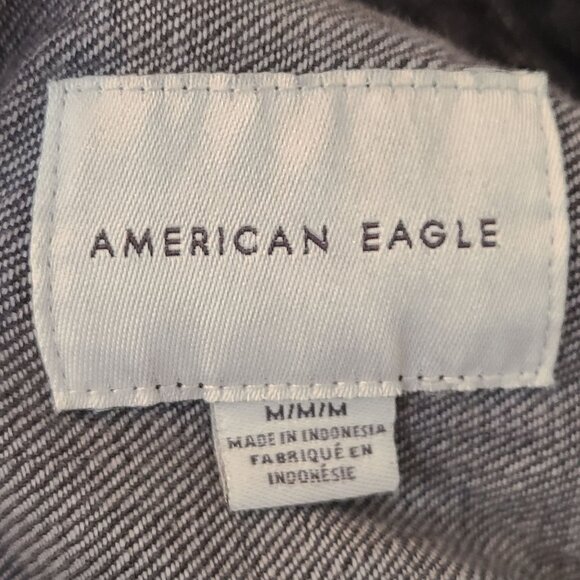 AMERICAN EAGLE
M/M/M
MADE IN INDONESIA
FABRIQUÉ EN
INDONÉSIE